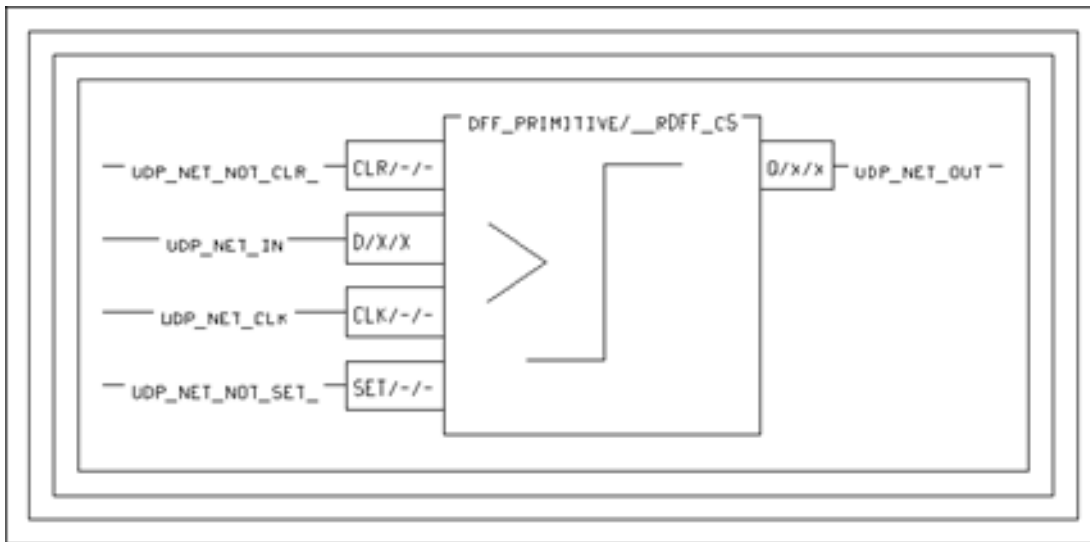 DFF_PRIMITIVE/__RDFF_CS
UDP_NET_NOT_CLR_ CLR/-/- Q/x/x UDP_NET_OUT
UDP_NET_IN D/X/X
UDP_NET_CLK CLK/-/-
UDP_NET_NOT_SET_ SET/-/-